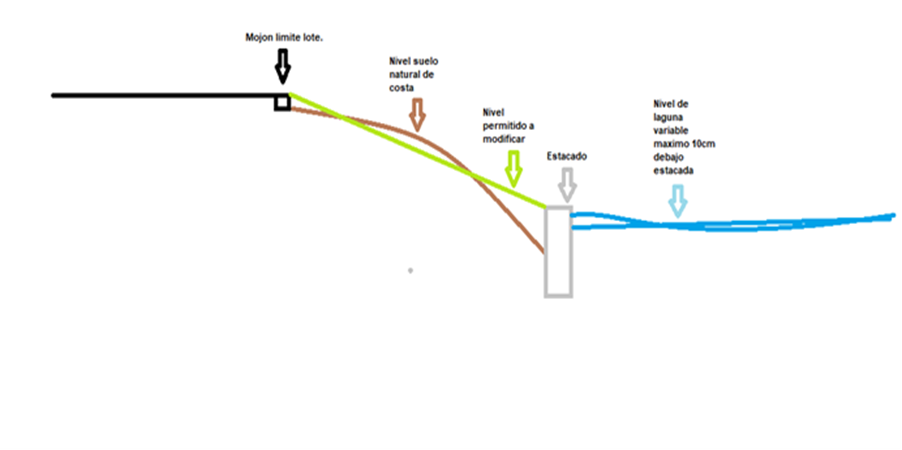 Mojon limite lote.
Nivel suelo
natural de
costa
Nivel
permitido a
modificar
Estacado
Nivel de
laguna
variable
maximo 10cm
debajo
estacada